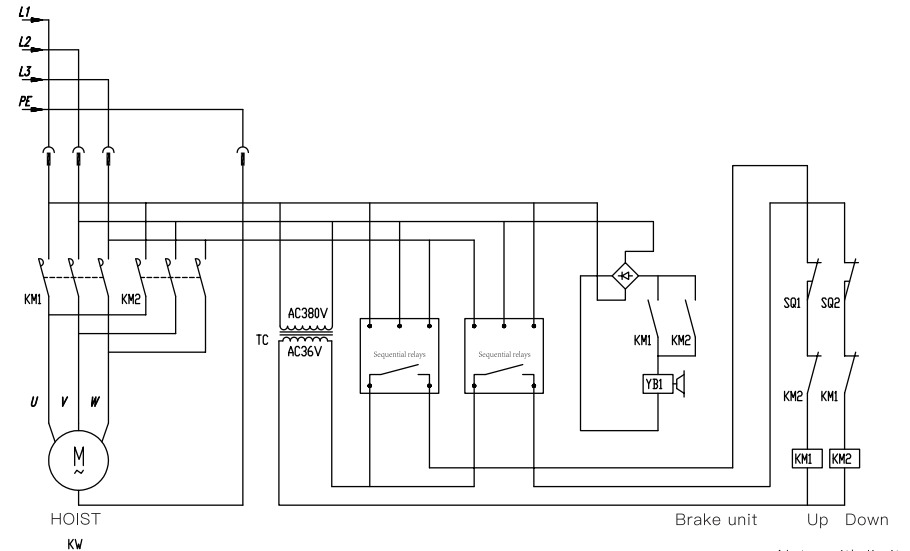 L1
L2
L3
PE
KM1
KM2
AC380V
TC
AC36V
Sequential relays
Sequential relays
KM1
KM2
YB1
SQ1
SQ2
KM2
KM1
KM1
KM2
U
V
W
M
~
HOIST
KW
Brake unit
Up
Down